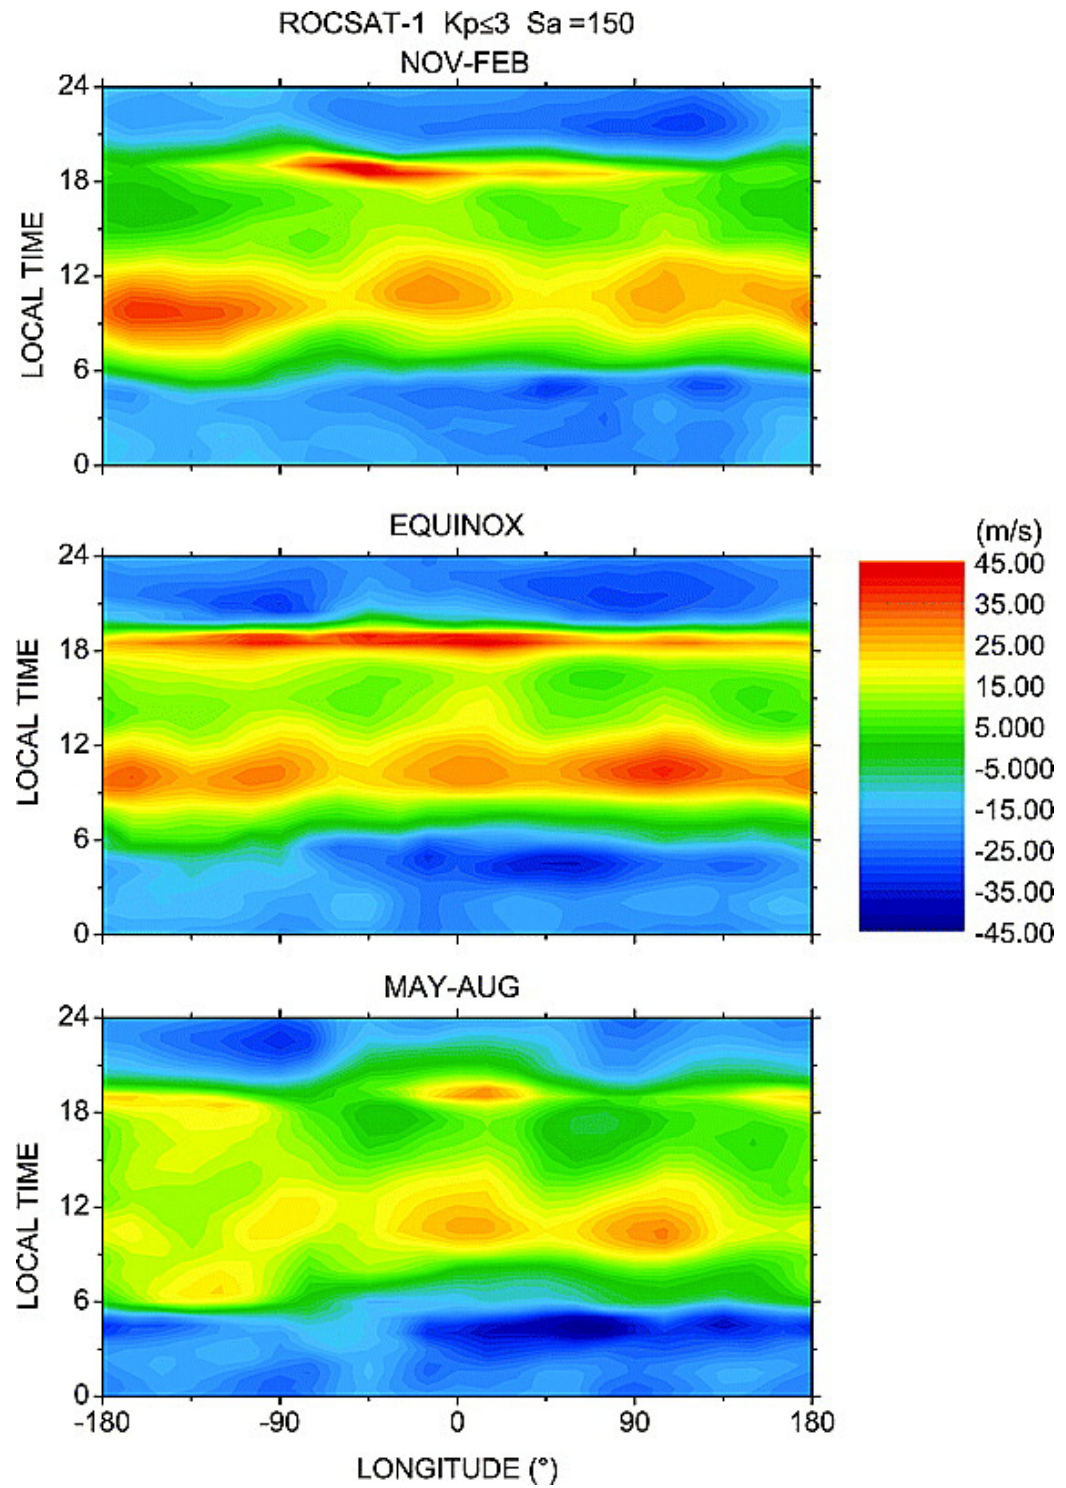 ROCSAT-1 Kp≤3 Sa =150
NOV-FEB
24
18
12
6
0
LOCAL TIME
EQUINOX
24
18
12
6
0
LOCAL TIME
(m/s)
45.00
35.00
25.00
15.00
5.000
-5.000
-15.00
-25.00
-35.00
-45.00
MAY-AUG
24
18
12
6
0
LOCAL TIME
-180 -90 0 90 180
LONGITUDE (°)